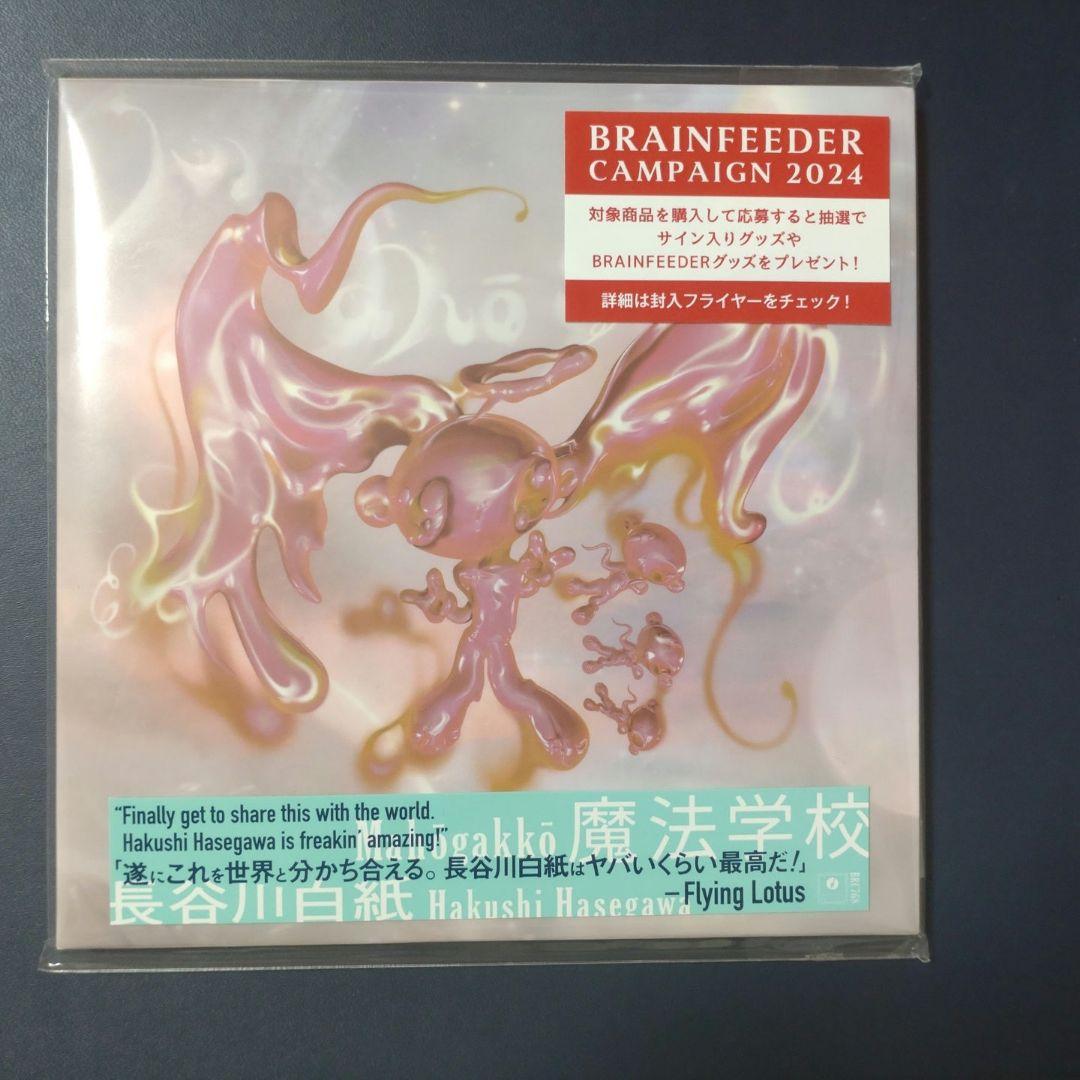 BRAINFEEDER
CAMPAIGN 2024
対象商品を購入して応募すると抽選で
サイン入りグッズや
BRAINFEEDERグッズをプレゼント!
詳細は封入フライヤーをチェック!
“Finally get to share this with the world.
Hakushi Hasegawa is freakin’ amazing!”
Mahōgakkō 魔法学校
「遂にこれを世界と分かち合える。長谷川白紙はヤバいくらい最高だ!」
—Flying Lotus
長谷川白紙 Hakushi Hasegawa